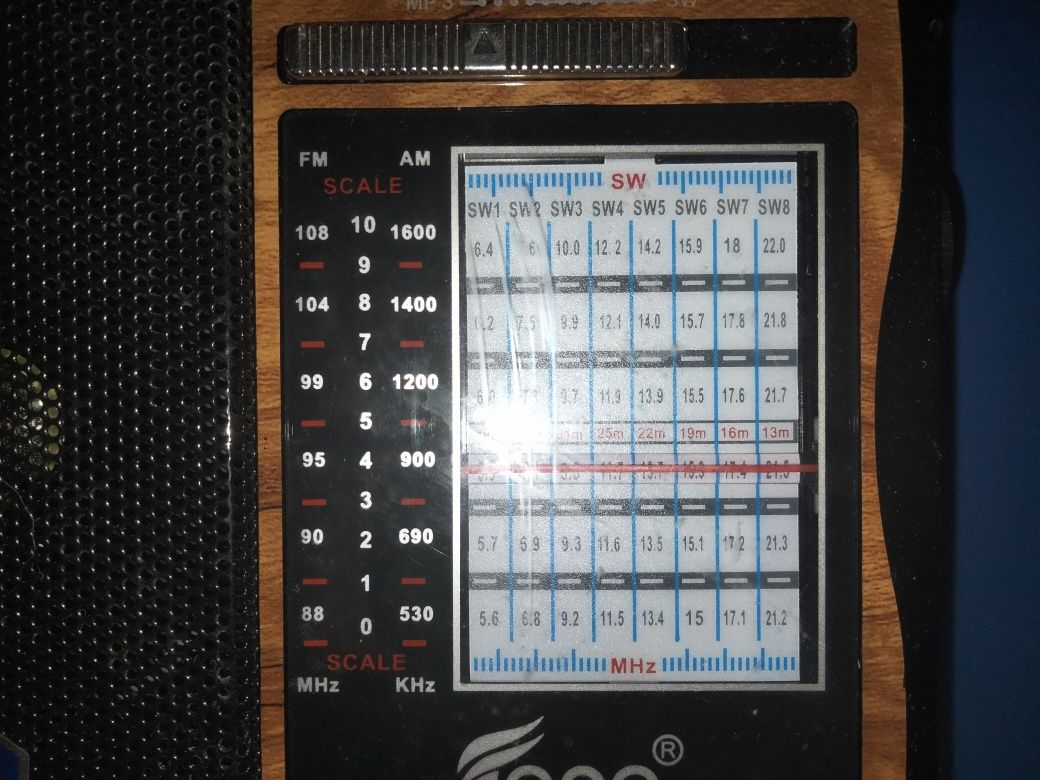 MP3 SW
FM AM
SCALE
108 10 1600
9
104 8 1400
7
99 6 1200
5
95 4 900
3
90 2 690
1
88 0 530
SCALE
MHz KHz
SW
SW1 SW2 SW3 SW4 SW5 SW6 SW7 SW8
6.4 10.0 12.2 14.2 15.9 18 22.0
7.5 9.9 12.1 14.0 15.7 17.8 21.8
9.7 11.9 13.9 15.5 17.6 21.7
25m 22m 19m 16m 13m
17.4 21.5
5.7 6.9 9.3 11.6 13.5 15.1 17.2 21.3
5.6 6.8 9.2 11.5 13.4 15 17.1 21.2
MHz
®